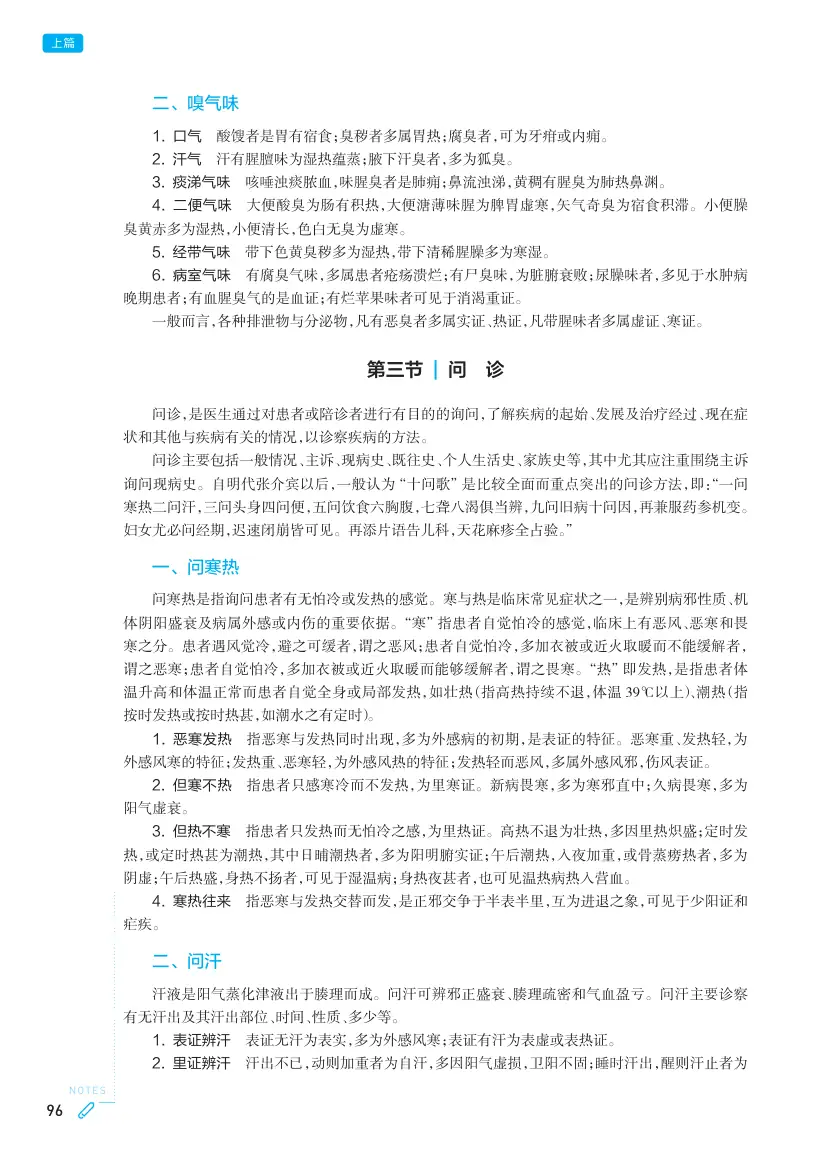 上篇
二、嗅气味
1. 口气　酸馊者是胃有宿食；臭秽者多属胃热；腐臭者，可为牙疳或内痈。
2. 汗气　汗有腥膻味为湿热蕴蒸；腋下汗臭者，多为狐臭。
3. 痰涕气味　咳唾浊痰脓血，味腥臭者是肺痈；鼻流浊涕，黄稠有腥臭为肺热鼻渊。
4. 二便气味　大便酸臭为肠有积热，大便溏薄味腥为脾胃虚寒，矢气奇臭为宿食积滞。小便臊
臭黄赤多为湿热，小便清长，色白无臭为虚寒。
5. 经带气味　带下色黄臭秽多为湿热，带下清稀腥臊多为寒湿。
6. 病室气味　有腐臭气味，多属患者疮疡溃烂；有尸臭味，为脏腑衰败；尿臊味者，多见于水肿病
晚期患者；有血腥臭气的是血证；有烂苹果味者可见于消渴重证。
一般而言，各种排泄物与分泌物，凡有恶臭者多属实证、热证，凡带腥味者多属虚证、寒证。
第三节 | 问　诊
问诊，是医生通过对患者或陪诊者进行有目的的询问，了解疾病的起始、发展及治疗经过、现在症
状和其他与疾病有关的情况，以诊察疾病的方法。
问诊主要包括一般情况、主诉、现病史、既往史、个人生活史、家族史等，其中尤其应注重围绕主诉
询问现病史。自明代张介宾以后，一般认为“十问歌”是比较全面而重点突出的问诊方法，即：“一问
寒热二问汗，三问头身四问便，五问饮食六胸腹，七聋八渴俱当辨，九问旧病十问因，再兼服药参机变。
妇女尤必问经期，迟速闭崩皆可见。再添片语告儿科，天花麻疹全占验。”
一、问寒热
问寒热是指询问患者有无怕冷或发热的感觉。寒与热是临床常见症状之一，是辨别病邪性质、机
体阴阳盛衰及病属外感或内伤的重要依据。“寒”指患者自觉怕冷的感觉，临床上有恶风、恶寒和畏
寒之分。患者遇风觉冷，避之可缓者，谓之恶风；患者自觉怕冷，多加衣被或近火取暖而不能缓解者，
谓之恶寒；患者自觉怕冷，多加衣被或近火取暖而能够缓解者，谓之畏寒。“热”即发热，是指患者体
温升高和体温正常而患者自觉全身或局部发热，如壮热（指高热持续不退，体温 39℃以上）、潮热（指
按时发热或按时热甚，如潮水之有定时）。
1. 恶寒发热　指恶寒与发热同时出现，多为外感病的初期，是表证的特征。恶寒重、发热轻，为
外感风寒的特征；发热重、恶寒轻，为外感风热的特征；发热轻而恶风，多属外感风邪，伤风表证。
2. 但寒不热　指患者只感寒冷而不发热，为里寒证。新病畏寒，多为寒邪直中；久病畏寒，多为
阳气虚衰。
3. 但热不寒　指患者只发热而无怕冷之感，为里热证。高热不退为壮热，多因里热炽盛；定时发
热，或定时热甚为潮热，其中日晡潮热者，多为阳明腑实证；午后潮热，入夜加重，或骨蒸痨热者，多为
阴虚；午后热盛，身热不扬者，可见于湿温病；身热夜甚者，也可见温热病热入营血。
4. 寒热往来　指恶寒与发热交替而发，是正邪交争于半表半里，互为进退之象，可见于少阳证和
疟疾。
二、问汗
汗液是阳气蒸化津液出于腠理而成。问汗可辨邪正盛衰、腠理疏密和气血盈亏。问汗主要诊察
有无汗出及其汗出部位、时间、性质、多少等。
1. 表证辨汗　表证无汗为表实，多为外感风寒；表证有汗为表虚或表热证。
2. 里证辨汗　汗出不已，动则加重者为自汗，多因阳气虚损，卫阳不固；睡时汗出，醒则汗止者为
NOTES
96